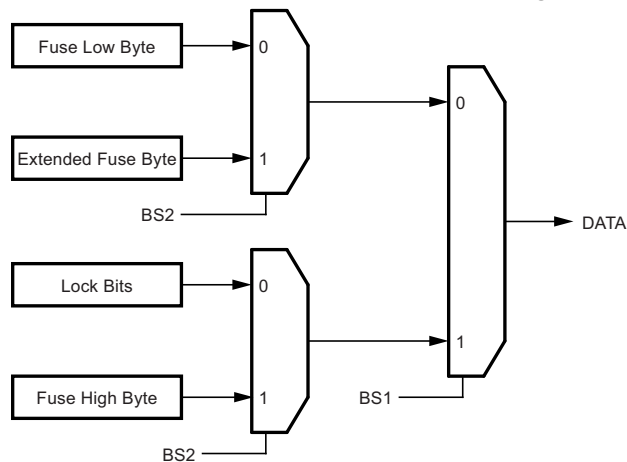 Fuse Low Byte
0
0
Extended Fuse Byte
1
BS2
DATA
Lock Bits
0
1
Fuse High Byte
1
BS1
BS2